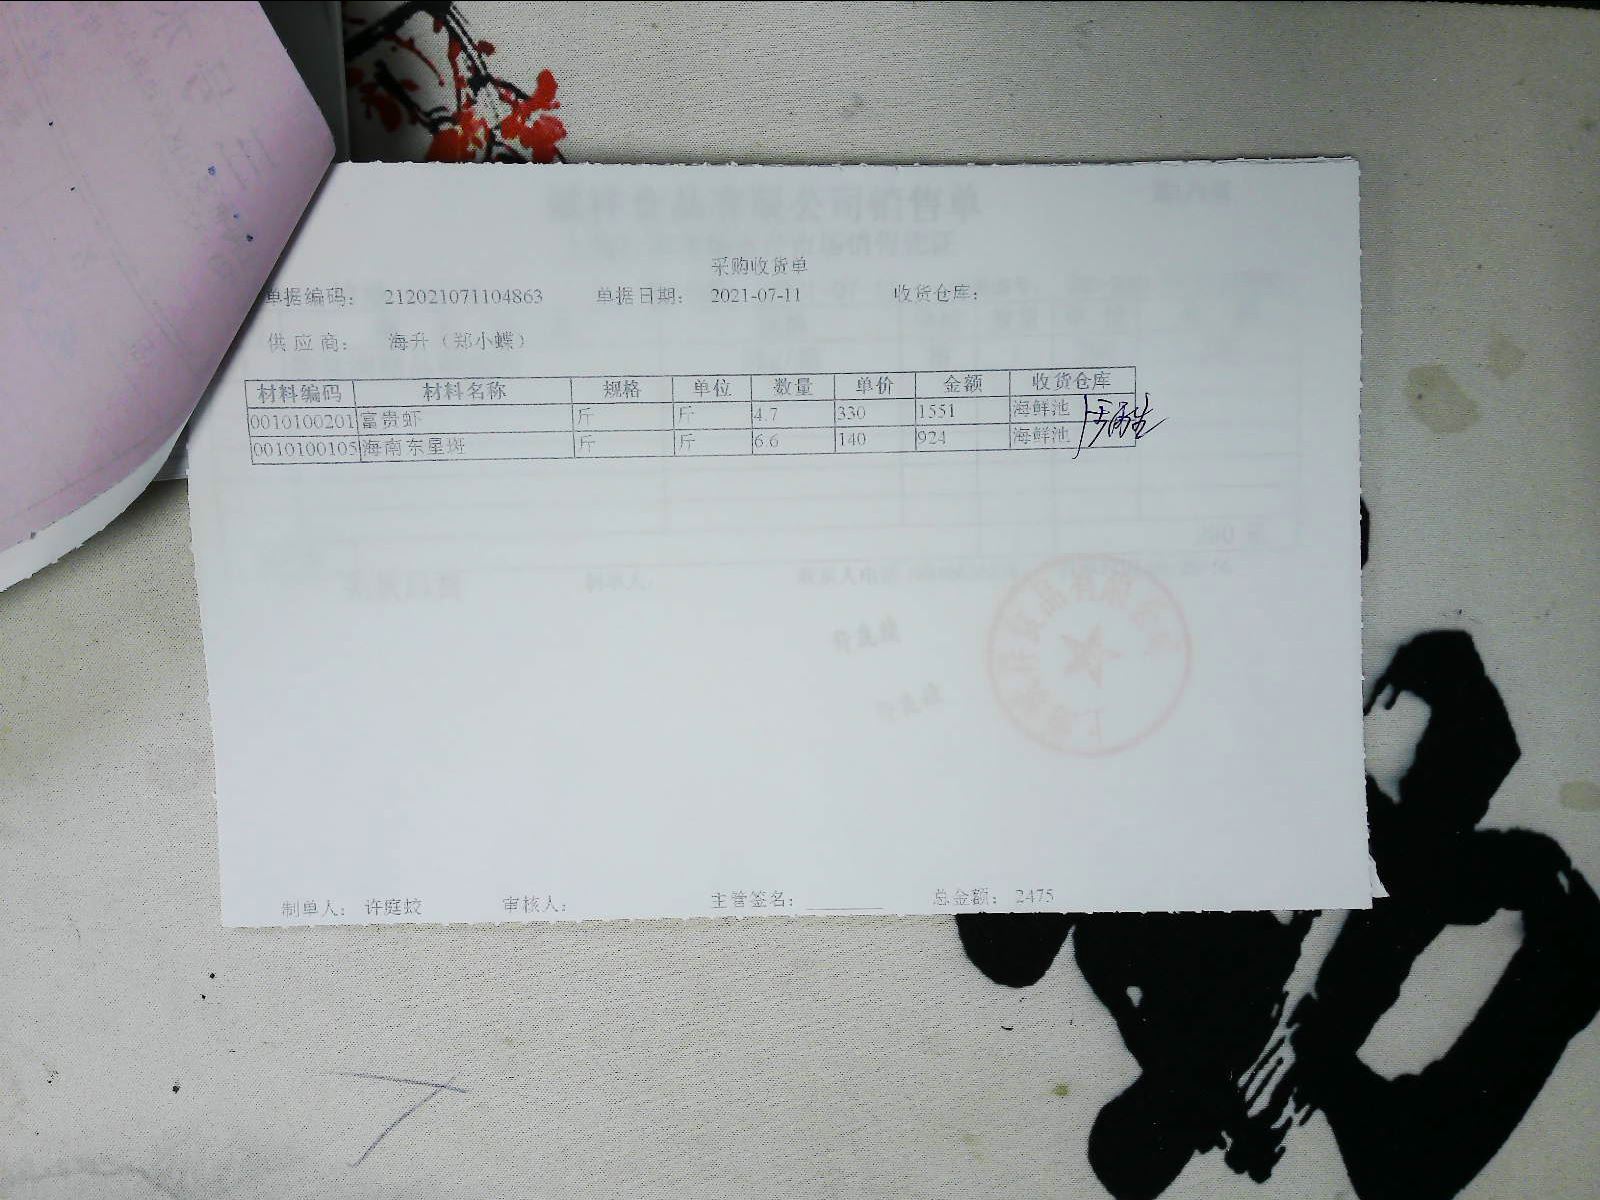 采购收货单
单据编码： 212021071104863 单据日期： 2021-07-11 收货仓库：
供应商： 海升（郑小蝶）
材料编码 材料名称 规格 单位 数量 单价 金额 收货仓库
0010100201 富贵虾 斤 斤 4.7 330 1551 海鲜池
0010100105 海南东星斑 斤 斤 6.6 140 924 海鲜池
制单人： 许庭蛟 审核人： 主管签名： 总金额： 2475